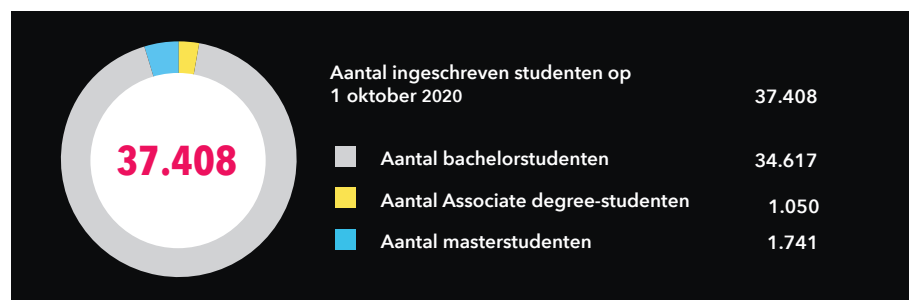 37.408
Aantal ingeschreven studenten op
1 oktober 2020 37.408
Aantal bachelorstudenten 34.617
Aantal Associate degree-studenten 1.050
Aantal masterstudenten 1.741